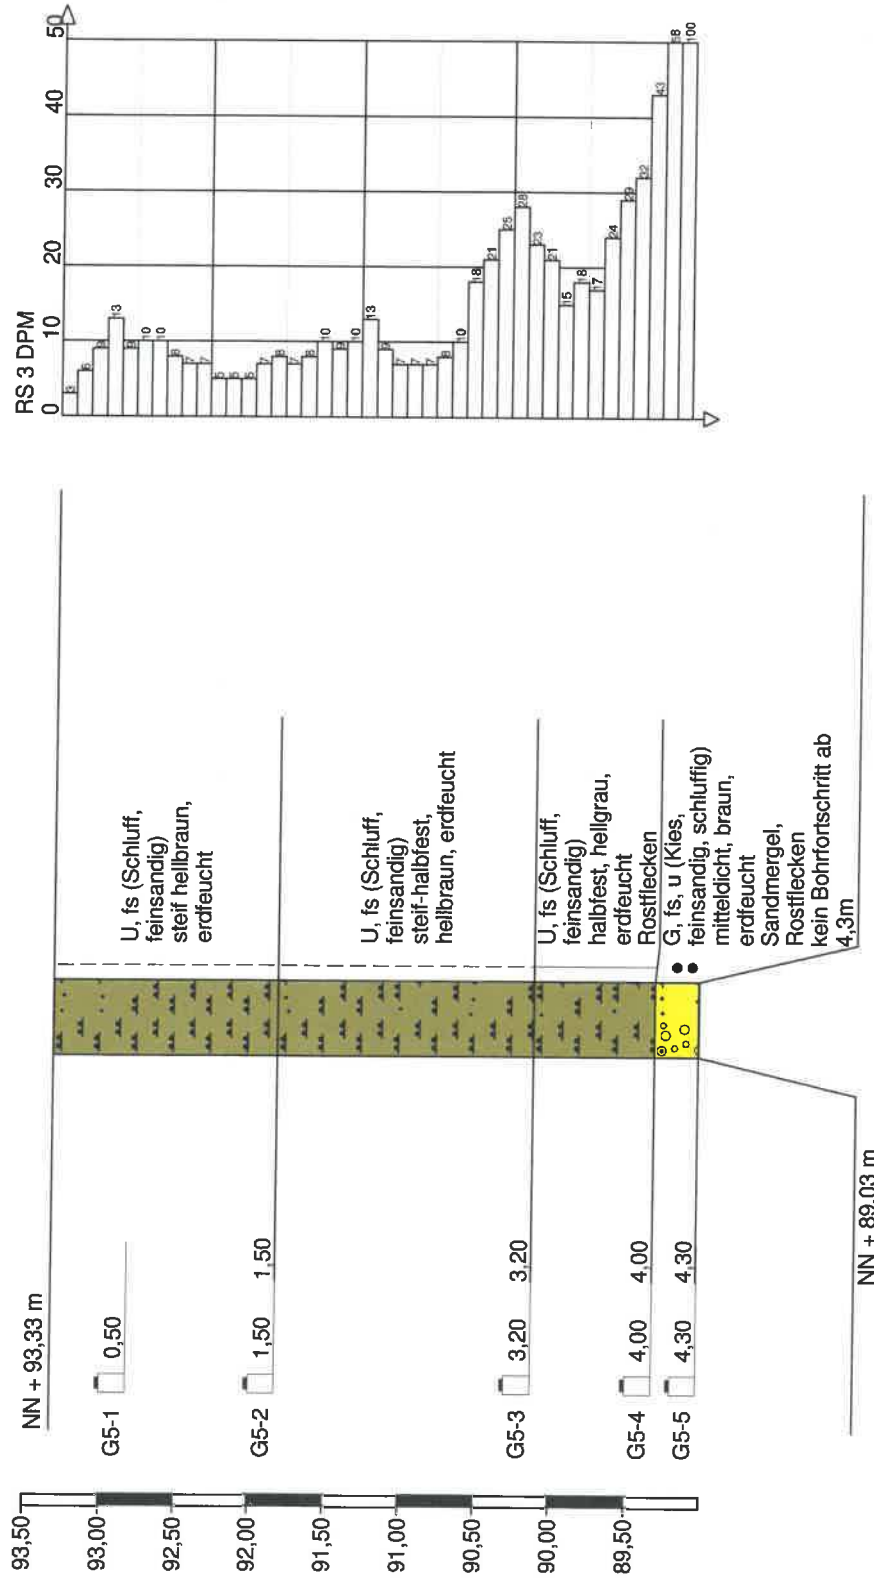 93,50
93,00
92,50
92,00
91,50
91,00
90,50
90,00
89,50
NN + 93,33 m
G5-1
0,50
G5-2
1,50
1,50
G5-3
3,20
3,20
G5-4
4,00
4,00
G5-5
4,30
4,30
NN + 89,03 m
U, fs (Schluff,
feinsandig)
steif hellbraun,
erdfeucht
U, fs (Schluff,
feinsandig)
steif-halbfest,
hellbraun, erdfeucht
U, fs (Schluff,
feinsandig)
halbfest, hellgrau,
erdfeucht
Rostflecken
G, fs, u (Kies,
feinsandig, schluffig)
mitteldicht, braun,
erdfeucht
Sandmergel,
Rostflecken
kein Bohrfortschritt ab
4,3m
RS 3 DPM
0
10
20
30
40
50
3
6
9
13
9
10
10
8
7
7
5
5
5
7
8
7
8
10
9
10
13
9
7
7
7
8
10
18
21
25
28
23
21
15
18
17
24
29
32
43
58
100